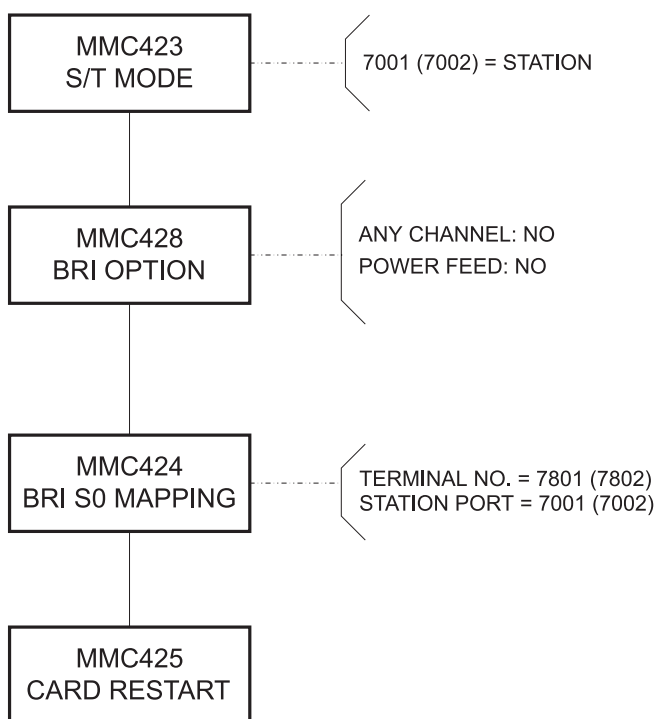 MMC423
S/T MODE
7001 (7002) = STATION
MMC428
BRI OPTION
ANY CHANNEL: NO
POWER FEED: NO
MMC424
BRI S0 MAPPING
TERMINAL NO. = 7801 (7802)
STATION PORT = 7001 (7002)
MMC425
CARD RESTART